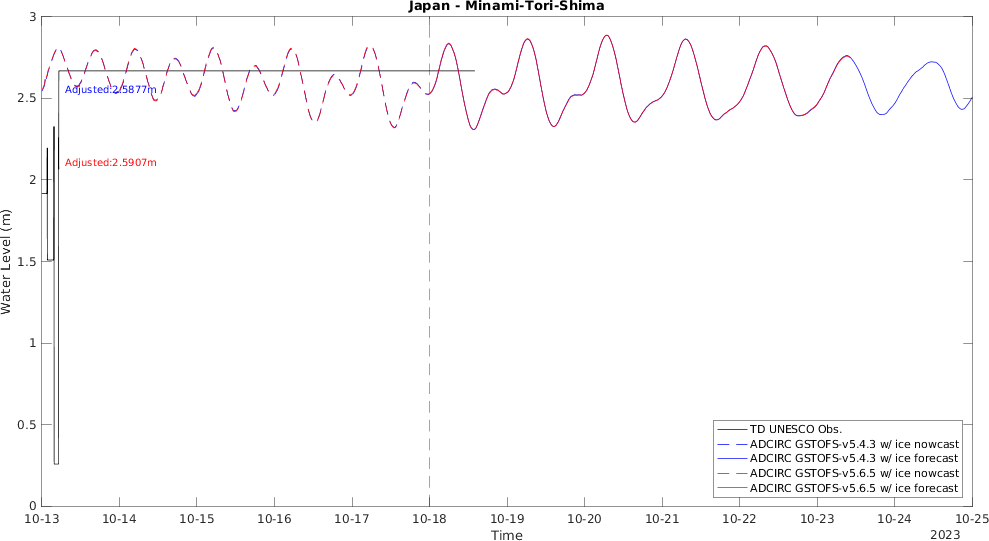 Japan - Minami-Tori-Shima
3
2.5
2
1.5
1
0.5
0
Water Level (m)
Adjusted:2.5877m
Adjusted:2.5907m
TD UNESCO Obs.
ADCIRC GSTOFS-v5.4.3 w/ ice nowcast
ADCIRC GSTOFS-v5.4.3 w/ ice forecast
ADCIRC GSTOFS-v5.6.5 w/ ice nowcast
ADCIRC GSTOFS-v5.6.5 w/ ice forecast
10-13 10-14 10-15 10-16 10-17 10-18 10-19 10-20 10-21 10-22 10-23 10-24 10-25
Time
2023